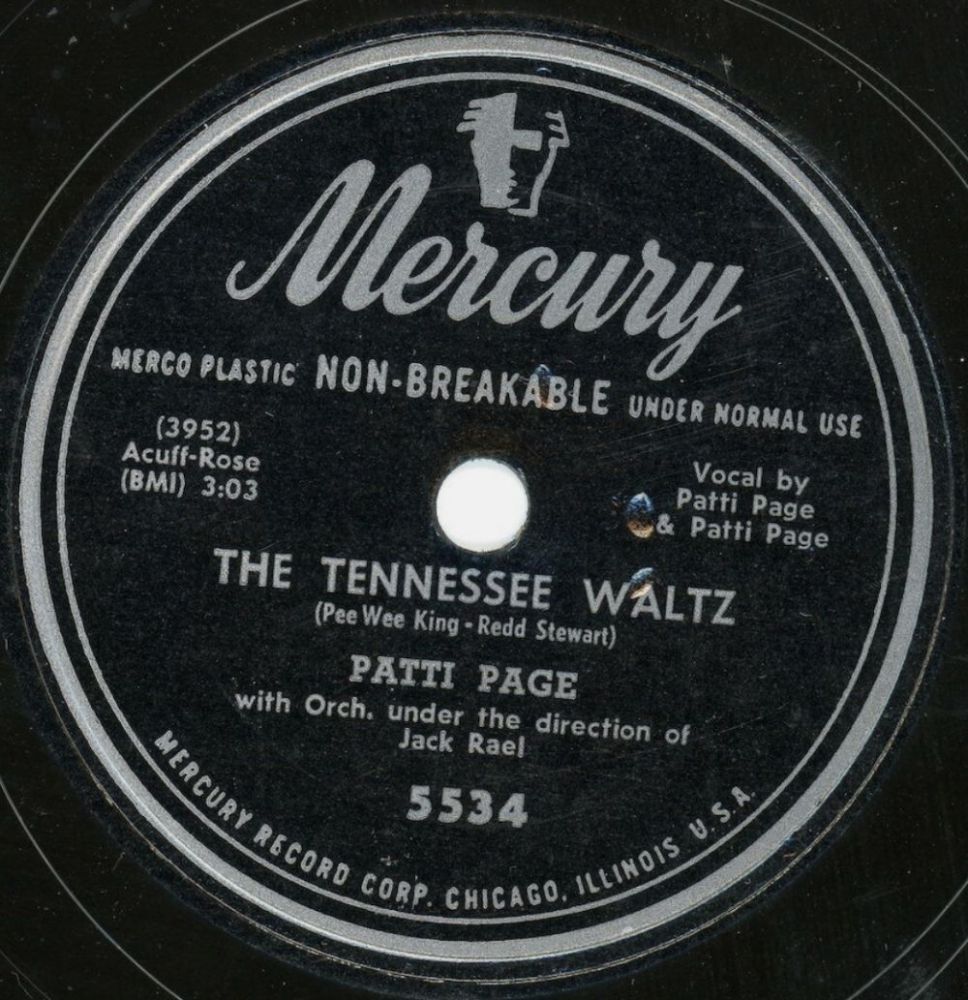 Mercury
MERCO PLASTIC NON-BREAKABLE UNDER NORMAL USE
(3952)
Acuff-Rose
(BMI) 3:03
Vocal by
Patti Page
& Patti Page
THE TENNESSEE WALTZ
(Pee Wee King - Redd Stewart)
PATTI PAGE
with Orch. under the direction of
Jack Rael
5534
MERCURY RECORD CORP. CHICAGO, ILLINOIS U.S.A.